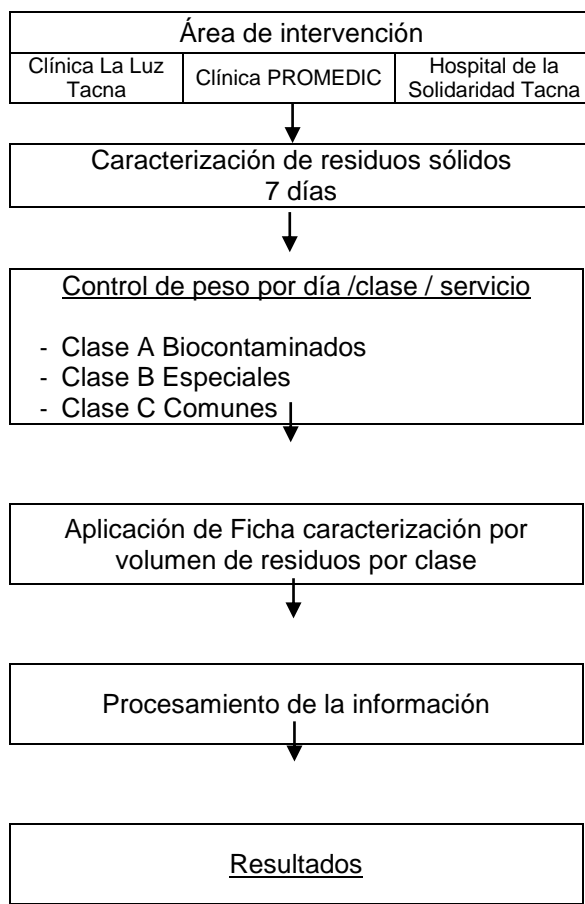 Área de intervención
Clínica La Luz
Tacna
Clínica PROMEDIC
Hospital de la
Solidaridad Tacna
Caracterización de residuos sólidos
7 días
Control de peso por día /clase / servicio
- Clase A Biocontaminados
- Clase B Especiales
- Clase C Comunes
Aplicación de Ficha caracterización por
volumen de residuos por clase
Procesamiento de la información
Resultados